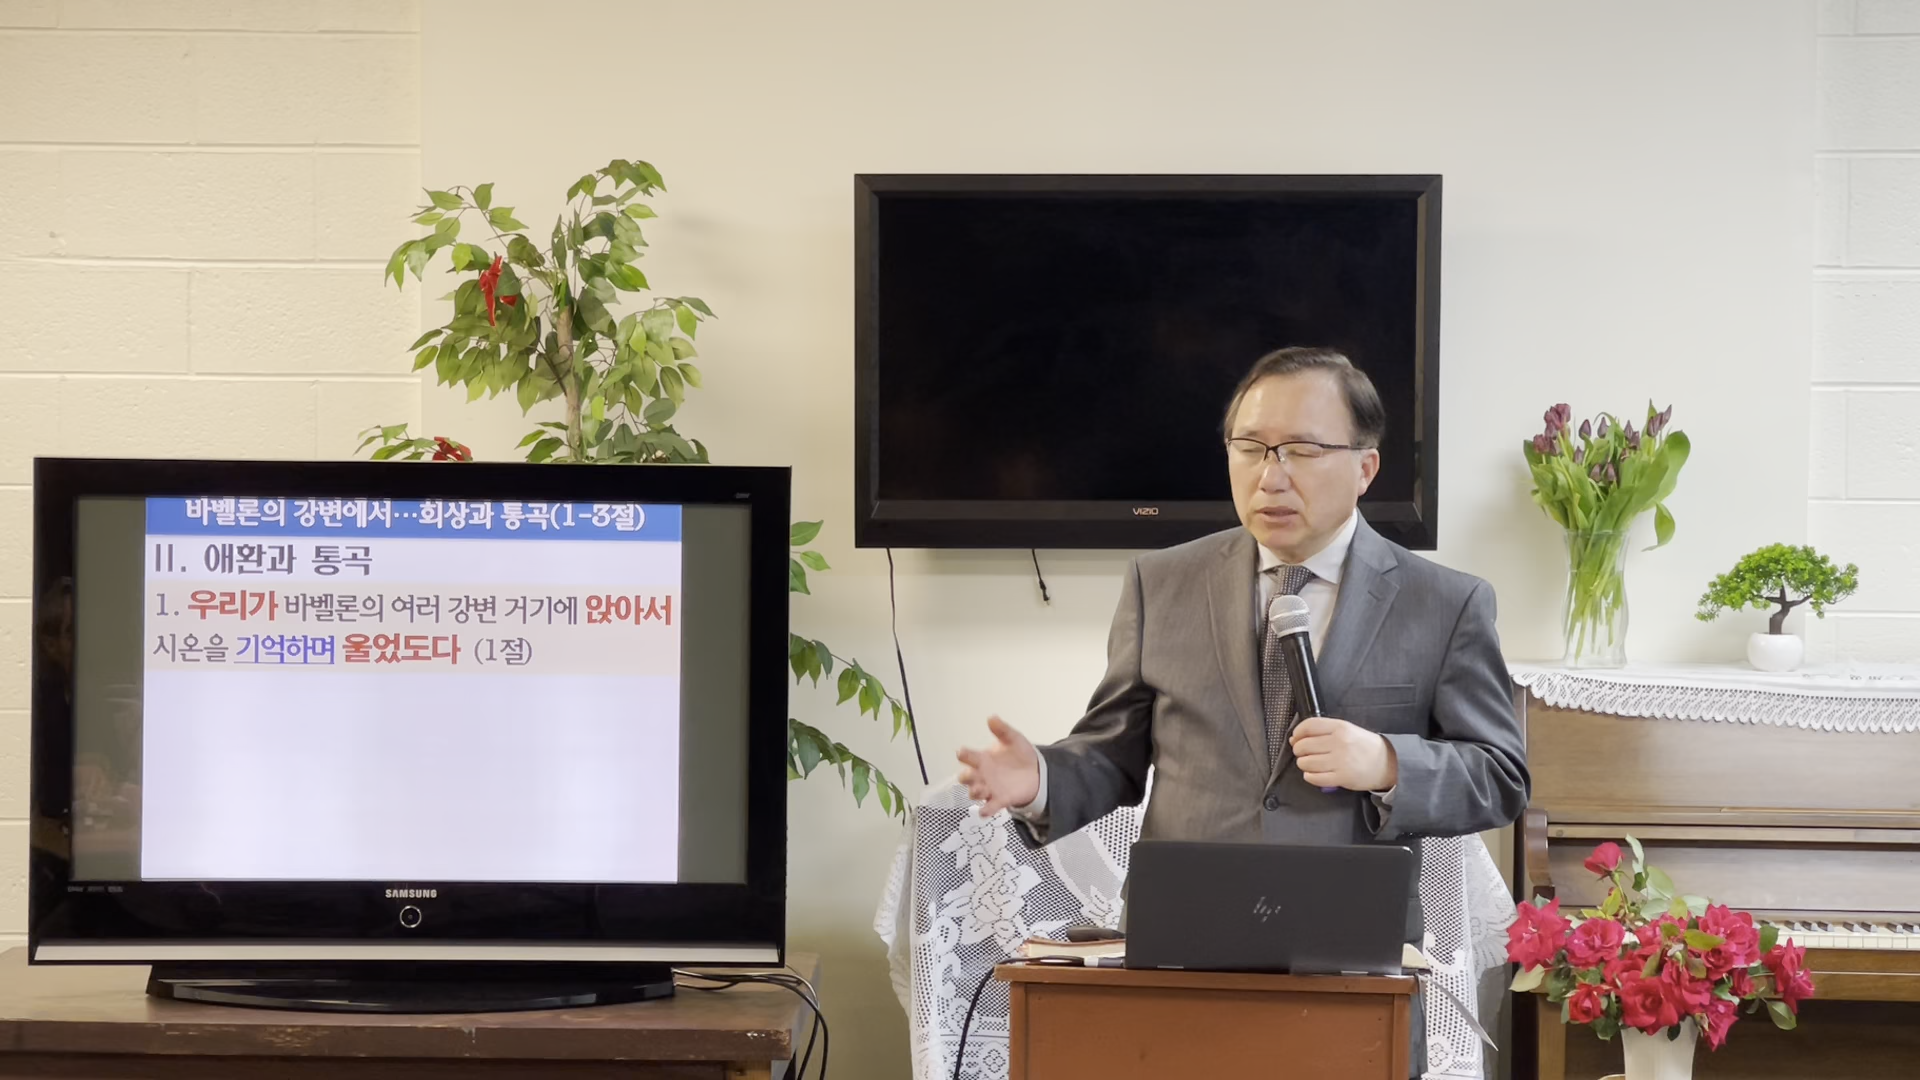 바벨론의 강변에서…회상과 통곡(1-3절)
II. 애환과 통곡
1. 우리가 바벨론의 여러 강변 거기에 앉아서
시온을 기억하며 울었도다 (1절)
VIZIO
SAMSUNG
hp